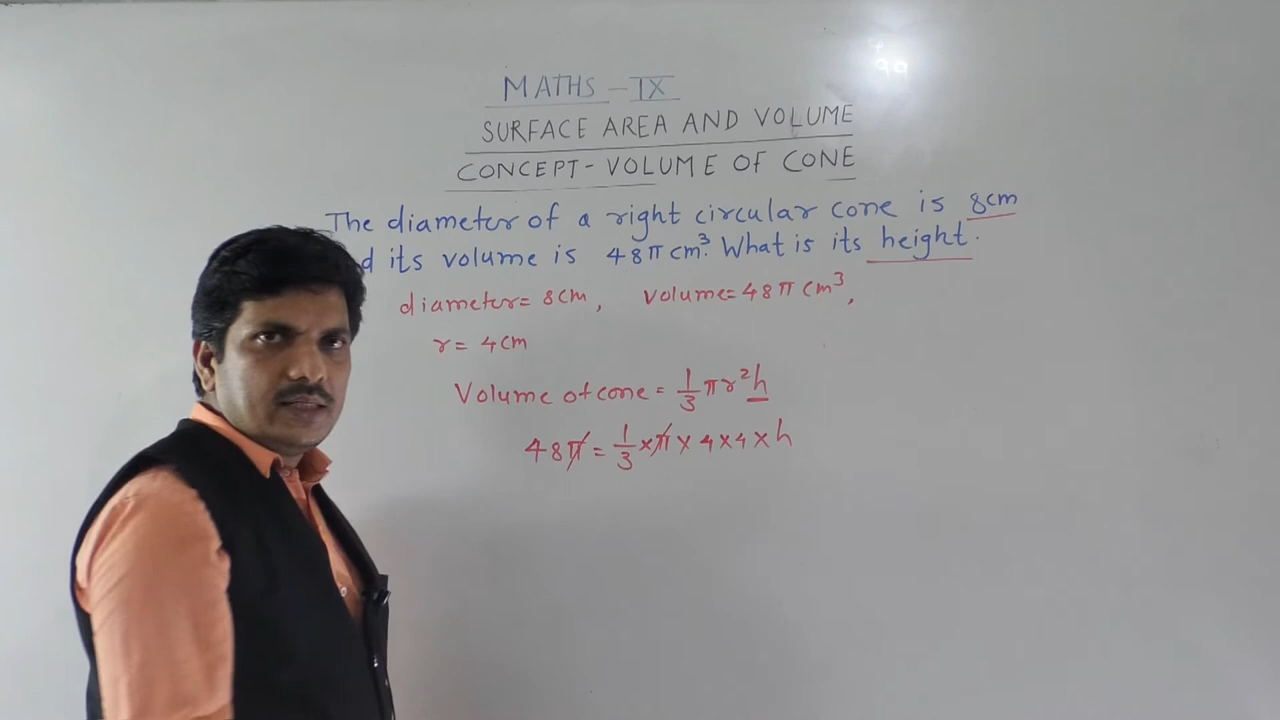 MATHS - IX
SURFACE AREA AND VOLUME
CONCEPT - VOLUME OF CONE
The diameter of a right circular cone is 8cm
d its volume is 48π cm³. What is its height.
diameter = 8cm, volume = 48π cm³,
r = 4cm
Volume of cone = 1/3 πr²h
48π = 1/3 × π × 4 × 4 × h